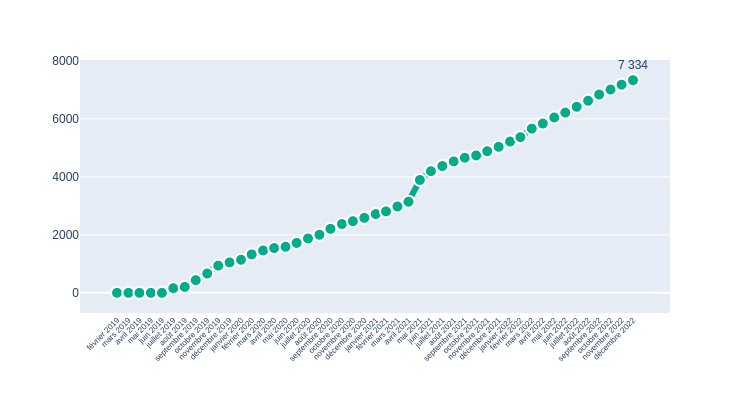 8000
7 334
6000
4000
2000
0
février 2019
mars 2019
avril 2019
mai 2019
juin 2019
juillet 2019
août 2019
septembre 2019
octobre 2019
novembre 2019
décembre 2019
janvier 2020
février 2020
mars 2020
avril 2020
mai 2020
juin 2020
juillet 2020
août 2020
septembre 2020
octobre 2020
novembre 2020
décembre 2020
janvier 2021
février 2021
mars 2021
avril 2021
mai 2021
juin 2021
juillet 2021
août 2021
septembre 2021
octobre 2021
novembre 2021
décembre 2021
janvier 2022
février 2022
mars 2022
avril 2022
mai 2022
juin 2022
juillet 2022
août 2022
septembre 2022
octobre 2022
novembre 2022
décembre 2022